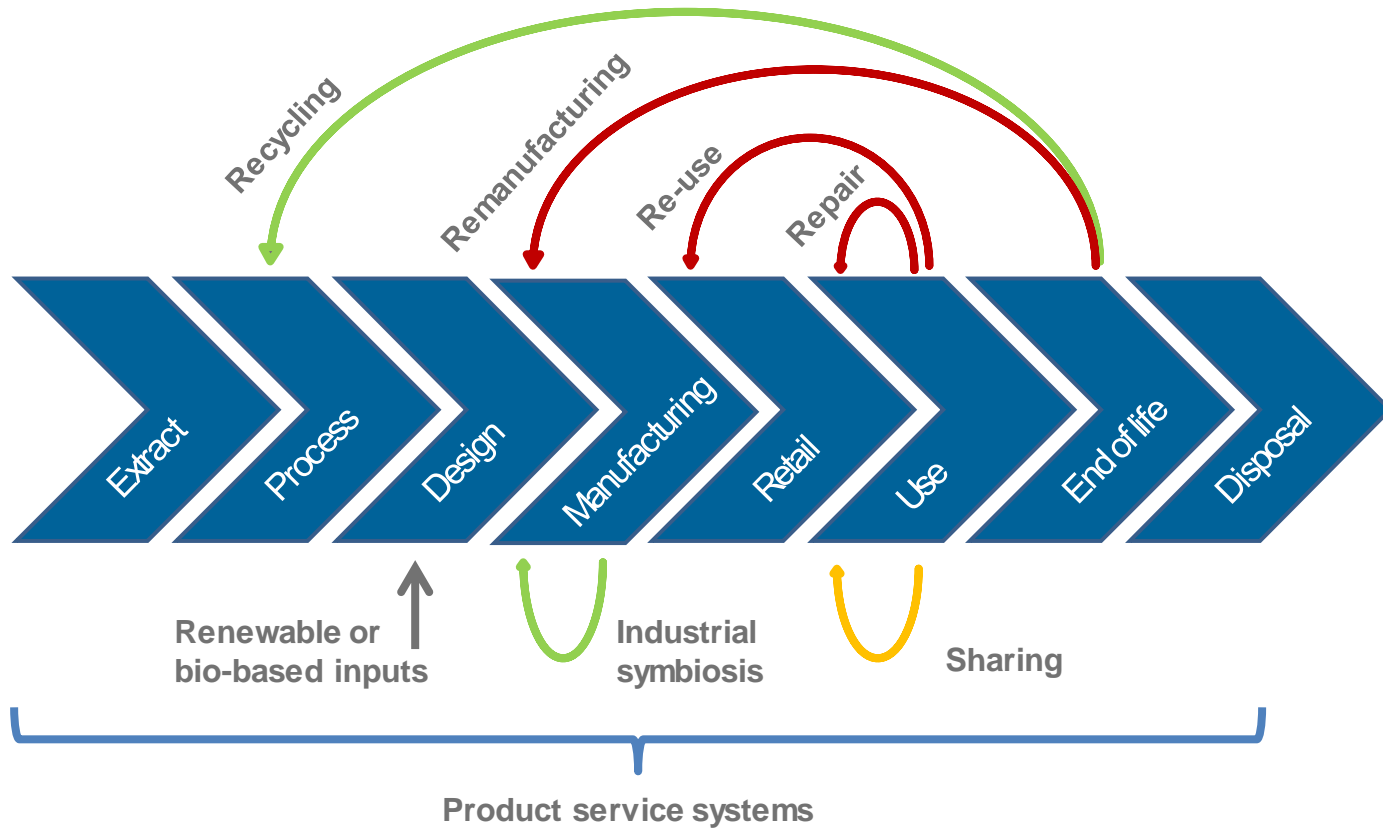 Recycling
Remanufacturing
Re-use
Repair
Extract
Process
Design
Manufacturing
Retail
Use
End of life
Disposal
Renewable or
bio-based inputs
Industrial
symbiosis
Sharing
Product service systems